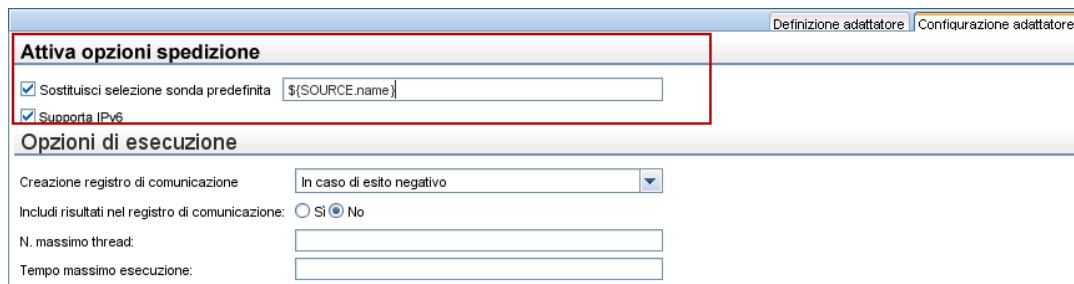 Definizione adattatore Configurazione adattatore
Attiva opzioni spedizione
Sostituisci selezione sonda predefinita ${SOURCE.name}
Supporta IPv6
Opzioni di esecuzione
Creazione registro di comunicazione In caso di esito negativo
Includi risultati nel registro di comunicazione: Sì No
N. massimo thread:
Tempo massimo esecuzione: